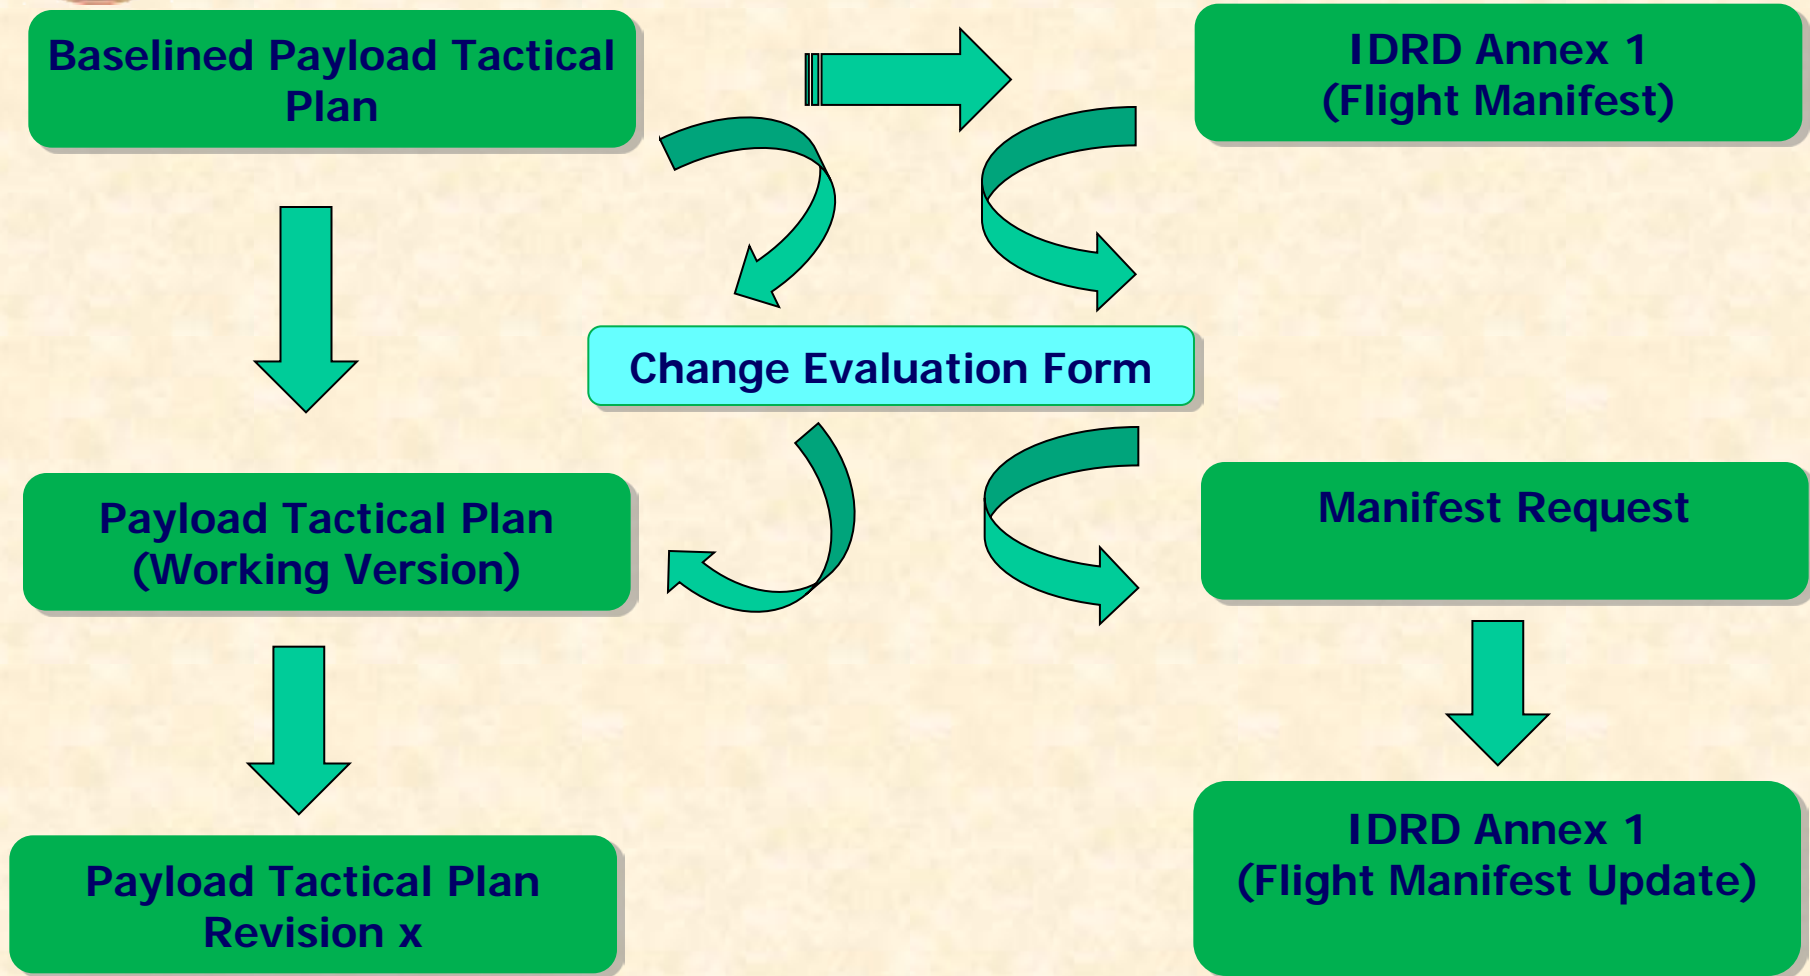 Baselined Payload Tactical
Plan
IDRD Annex 1
(Flight Manifest)
Change Evaluation Form
Payload Tactical Plan
(Working Version)
Manifest Request
Payload Tactical Plan
Revision x
IDRD Annex 1
(Flight Manifest Update)